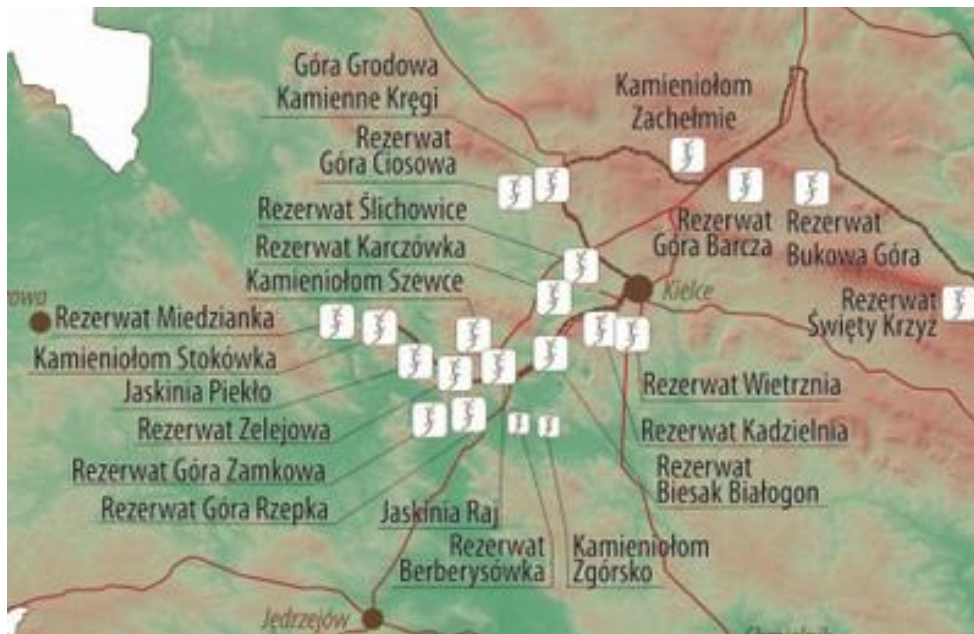 Góra Grodowa
Kamienne Kręgi
Kamieniołom
Zachełmie
Rezerwat
Góra Ciosowa
Rezerwat Ślichowice
Rezerwat
Góra Barcza
Rezerwat
Bukowa Góra
Rezerwat Karczówka
Kamieniołom Szewce
Kielce
Rezerwat
Święty Krzyż
Rezerwat Miedzianka
Kamieniołom Stokówka
Jaskinia Piekło
Rezerwat Wietrznia
Rezerwat Zelejowa
Rezerwat Kadzielnia
Rezerwat Góra Zamkowa
Rezerwat
Biesak Białogon
Rezerwat Góra Rzepka
Jaskinia Raj
Rezerwat
Berberysówka
Kamieniołom
Zgórsko
Jędrzejów